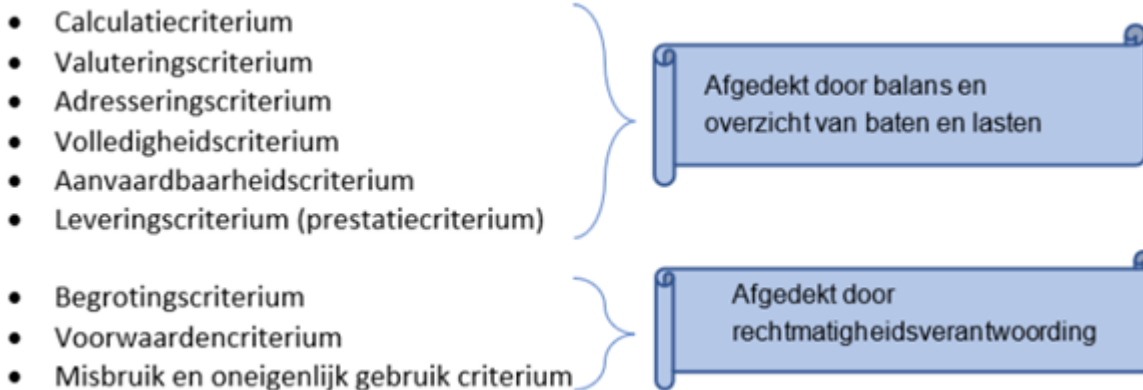 • Calculatiecriterium
• Valuteringscriterium
• Adresseringscriterium
• Volledigheidscriterium
• Aanvaardbaarheidscriterium
• Leveringscriterium (prestatiecriterium)
Afgedekt door balans en
overzicht van baten en lasten
• Begrotingscriterium
• Voorwaardencriterium
• Misbruik en oneigenlijk gebruik criterium
Afgedekt door
rechtmatigheidsverantwoording